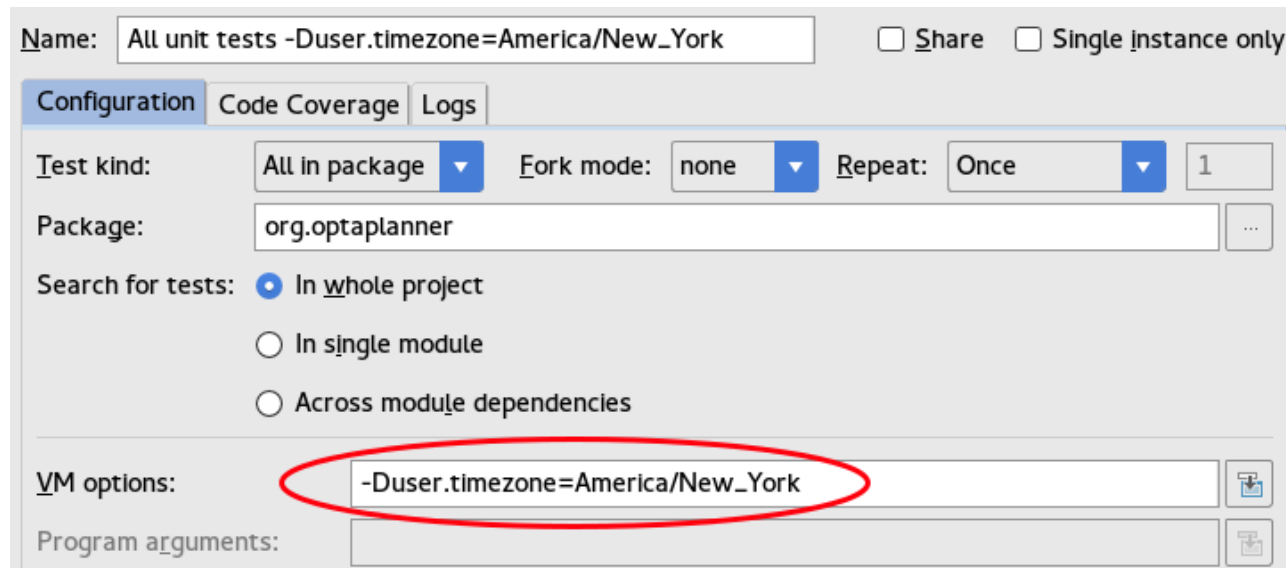 Name: All unit tests -Duser.timezone=America/New_York Share Single instance only
Configuration Code Coverage Logs
Test kind: All in package Fork mode: none Repeat: Once 1
Package: org.optaplanner ...
Search for tests: In whole project
In single module
Across module dependencies
VM options: -Duser.timezone=America/New_York
Program arguments: